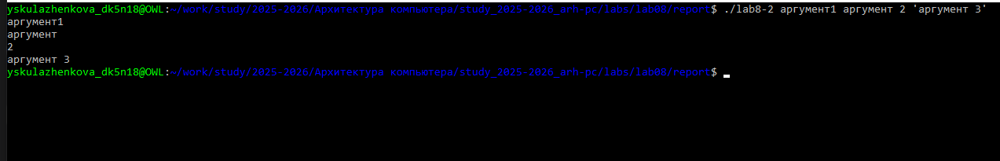 yskulazhenkova_dk5n18@OWL:~/work/study/2025-2026/Архитектура компьютера/study_2025-2026_arh-pc/labs/lab08/report$ ./lab8-2 аргумент1 аргумент 2 'аргумент 3'
аргумент1
аргумент
2
аргумент 3
yskulazhenkova_dk5n18@OWL:~/work/study/2025-2026/Архитектура компьютера/study_2025-2026_arh-pc/labs/lab08/report$